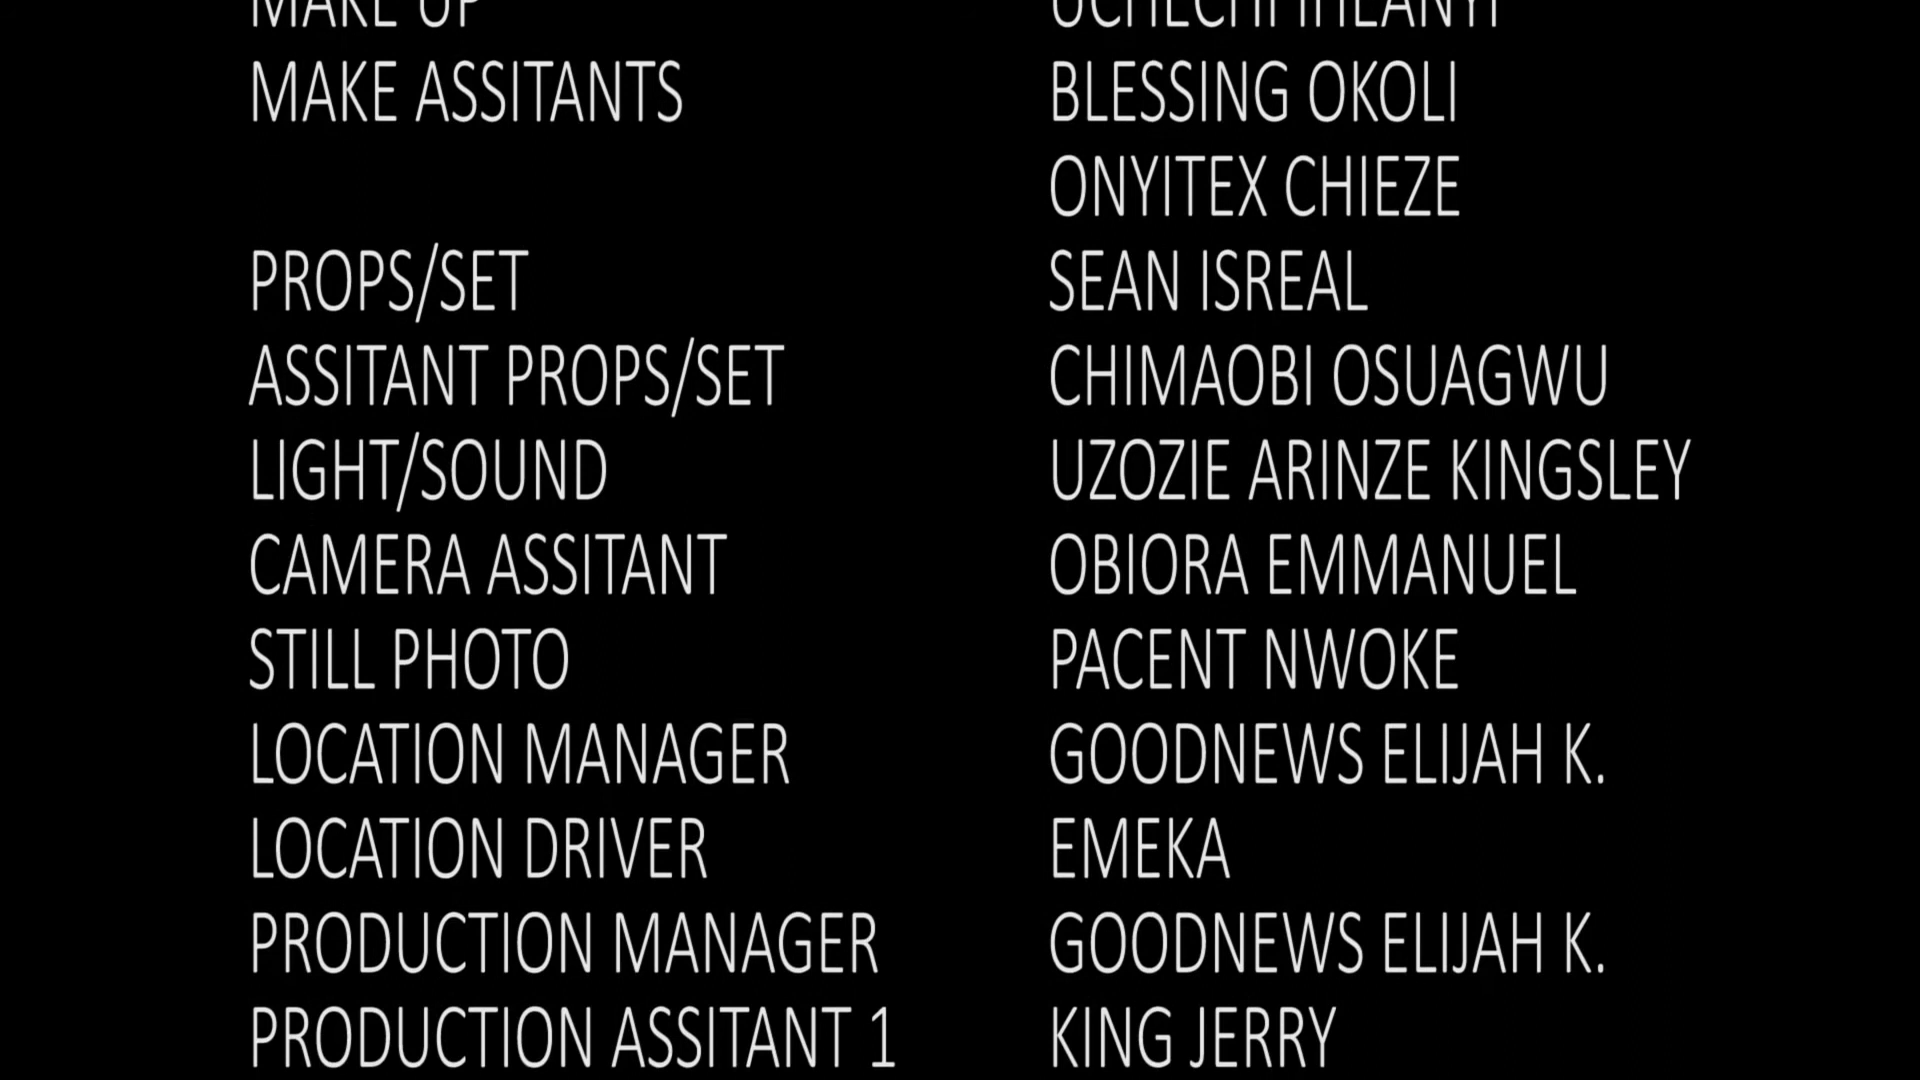 MAKE UP
MAKE ASSITANTS BLESSING OKOLI
ONYITEX CHIEZE
PROPS/SET SEAN ISREAL
ASSITANT PROPS/SET CHIMAOBI OSUAGWU
LIGHT/SOUND UZOZIE ARINZE KINGSLEY
CAMERA ASSITANT OBIORA EMMANUEL
STILL PHOTO PACENT NWOKE
LOCATION MANAGER GOODNEWS ELIJAH K.
LOCATION DRIVER EMEKA
PRODUCTION MANAGER GOODNEWS ELIJAH K.
PRODUCTION ASSITANT 1 KING JERRY